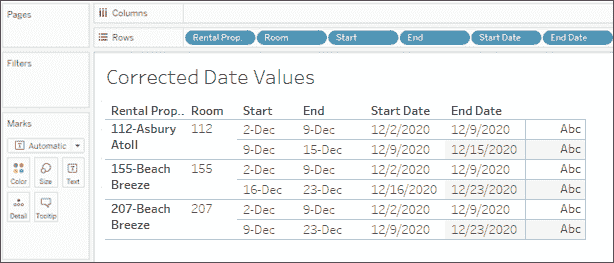 Pages
Columns
Rows
Rental Prop.
Room
Start
End
Start Date
End Date
Filters
Marks
Automatic
Color
Size
Text
Detail
Tooltip
Corrected Date Values
Rental Prop.. Room Start End Start Date End Date
112-Asbury Atoll 112 2-Dec 9-Dec 12/2/2020 12/9/2020 Abc
9-Dec 15-Dec 12/9/2020 12/15/2020 Abc
155-Beach Breeze 155 2-Dec 9-Dec 12/2/2020 12/9/2020 Abc
16-Dec 23-Dec 12/16/2020 12/23/2020 Abc
207-Beach Breeze 207 2-Dec 9-Dec 12/2/2020 12/9/2020 Abc
9-Dec 23-Dec 12/9/2020 12/23/2020 Abc